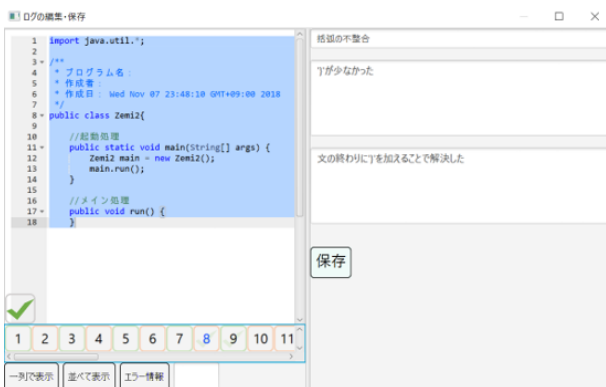 ログの編集・保存
1 import java.util.*;
2
3 /**
4 * プログラム名：
5 * 作成者：
6 * 作成日： Wed Nov 07 23:48:10 GMT+09:00 2018
7 */
8 public class Zemi2{
9
10 //起動処理
11 public static void main(String[] args) {
12 Zemi2 main = new Zemi2();
13 main.run();
14 }
15
16 //メイン処理
17 public void run() {
18 }
1 2 3 4 5 6 7 8 9 10 11
一列で表示 並べて表示 エラー情報
括弧の不整合
'}'が少なかった
文の終わりに'}'を加えることで解決した
保存